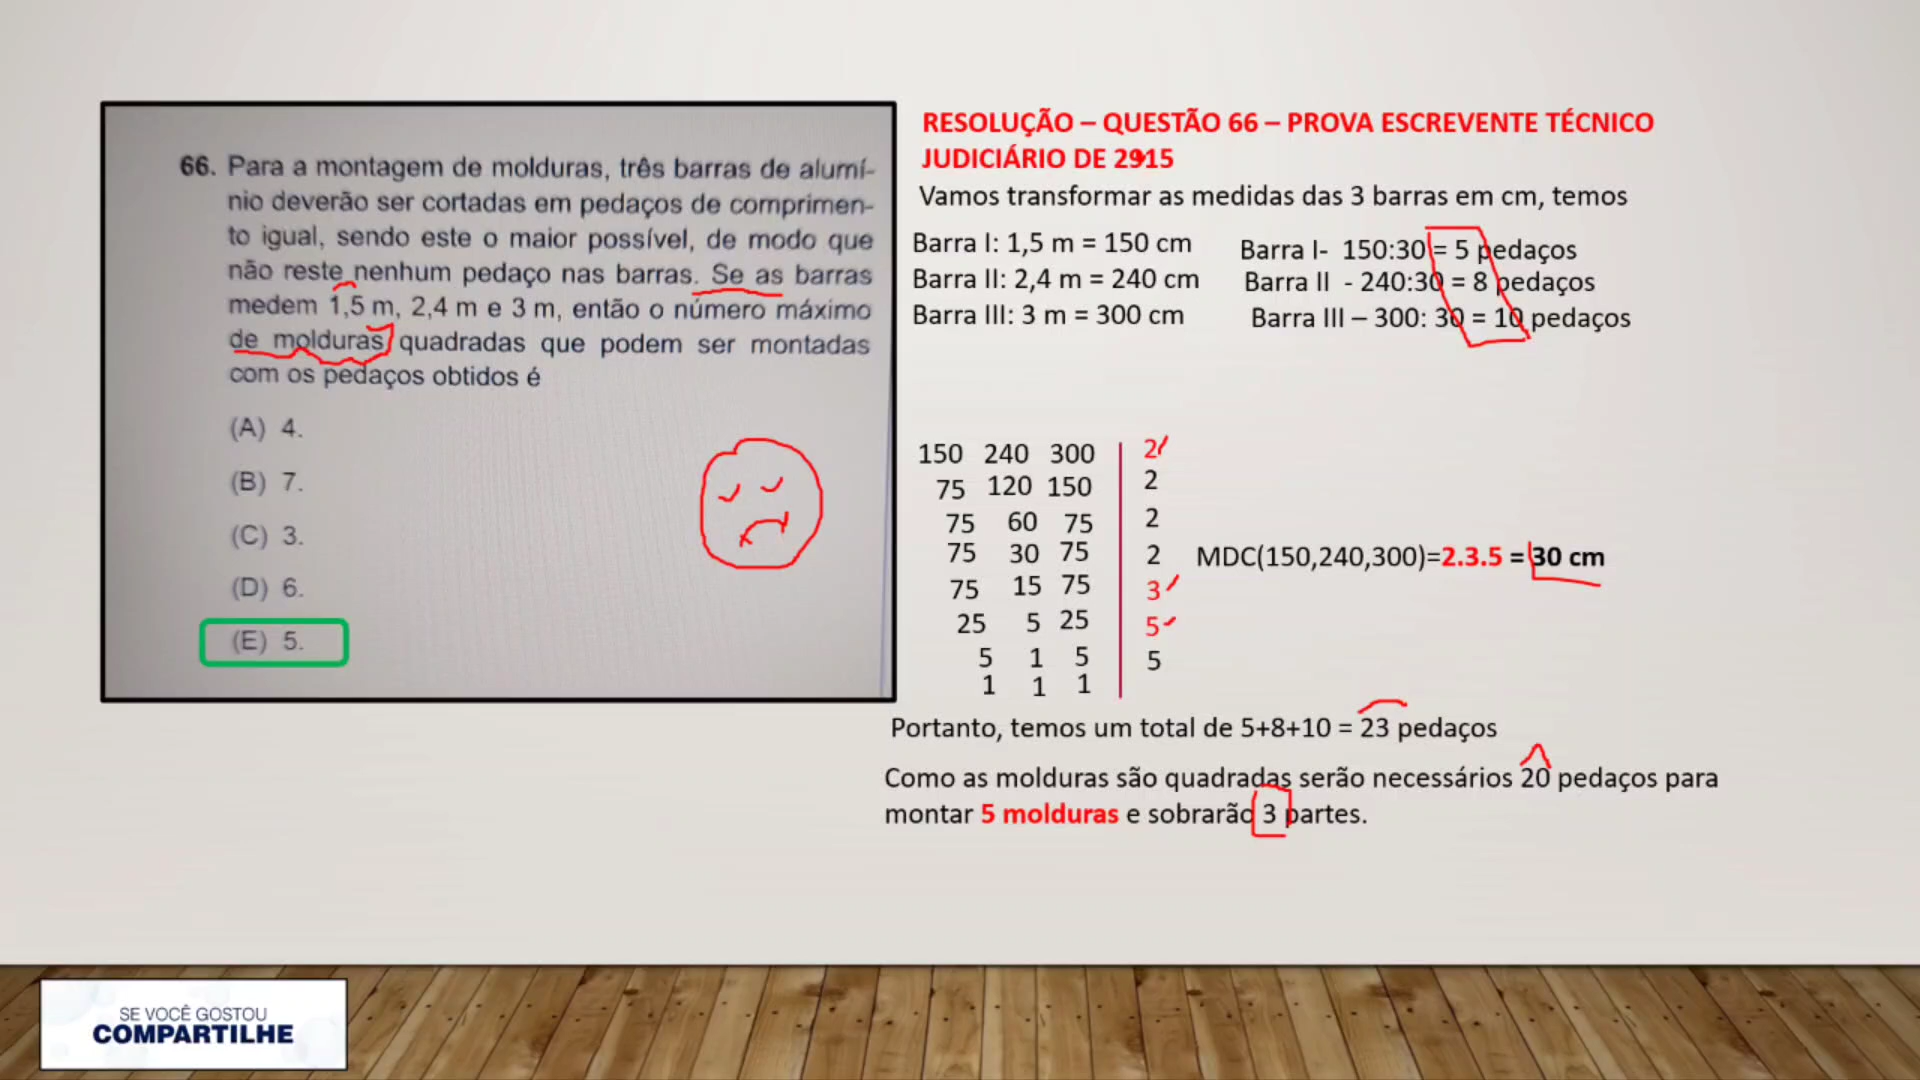 66. Para a montagem de molduras, três barras de alumí-
nio deverão ser cortadas em pedaços de comprimen-
to igual, sendo este o maior possível, de modo que
não reste nenhum pedaço nas barras. Se as barras
medem 1,5 m, 2,4 m e 3 m, então o número máximo
de molduras quadradas que podem ser montadas
com os pedaços obtidos é
(A) 4.
(B) 7.
(C) 3.
(D) 6.
(E) 5.
RESOLUÇÃO – QUESTÃO 66 – PROVA ESCREVENTE TÉCNICO
JUDICIÁRIO DE 2915
Vamos transformar as medidas das 3 barras em cm, temos
Barra I: 1,5 m = 150 cm
Barra II: 2,4 m = 240 cm
Barra III: 3 m = 300 cm
Barra I- 150:30 = 5 pedaços
Barra II - 240:30 = 8 pedaços
Barra III – 300: 30 = 10 pedaços
150 240 300 2
75 120 150 2
75 60 75 2
75 30 75 2
75 15 75 3
25 5 25 5
5 1 5 5
1 1 1
MDC(150,240,300)=2.3.5 = 30 cm
Portanto, temos um total de 5+8+10 = 23 pedaços
Como as molduras são quadradas serão necessários 20 pedaços para
montar 5 molduras e sobrarão 3 partes.
SE VOCÊ GOSTOU
COMPARTILHE